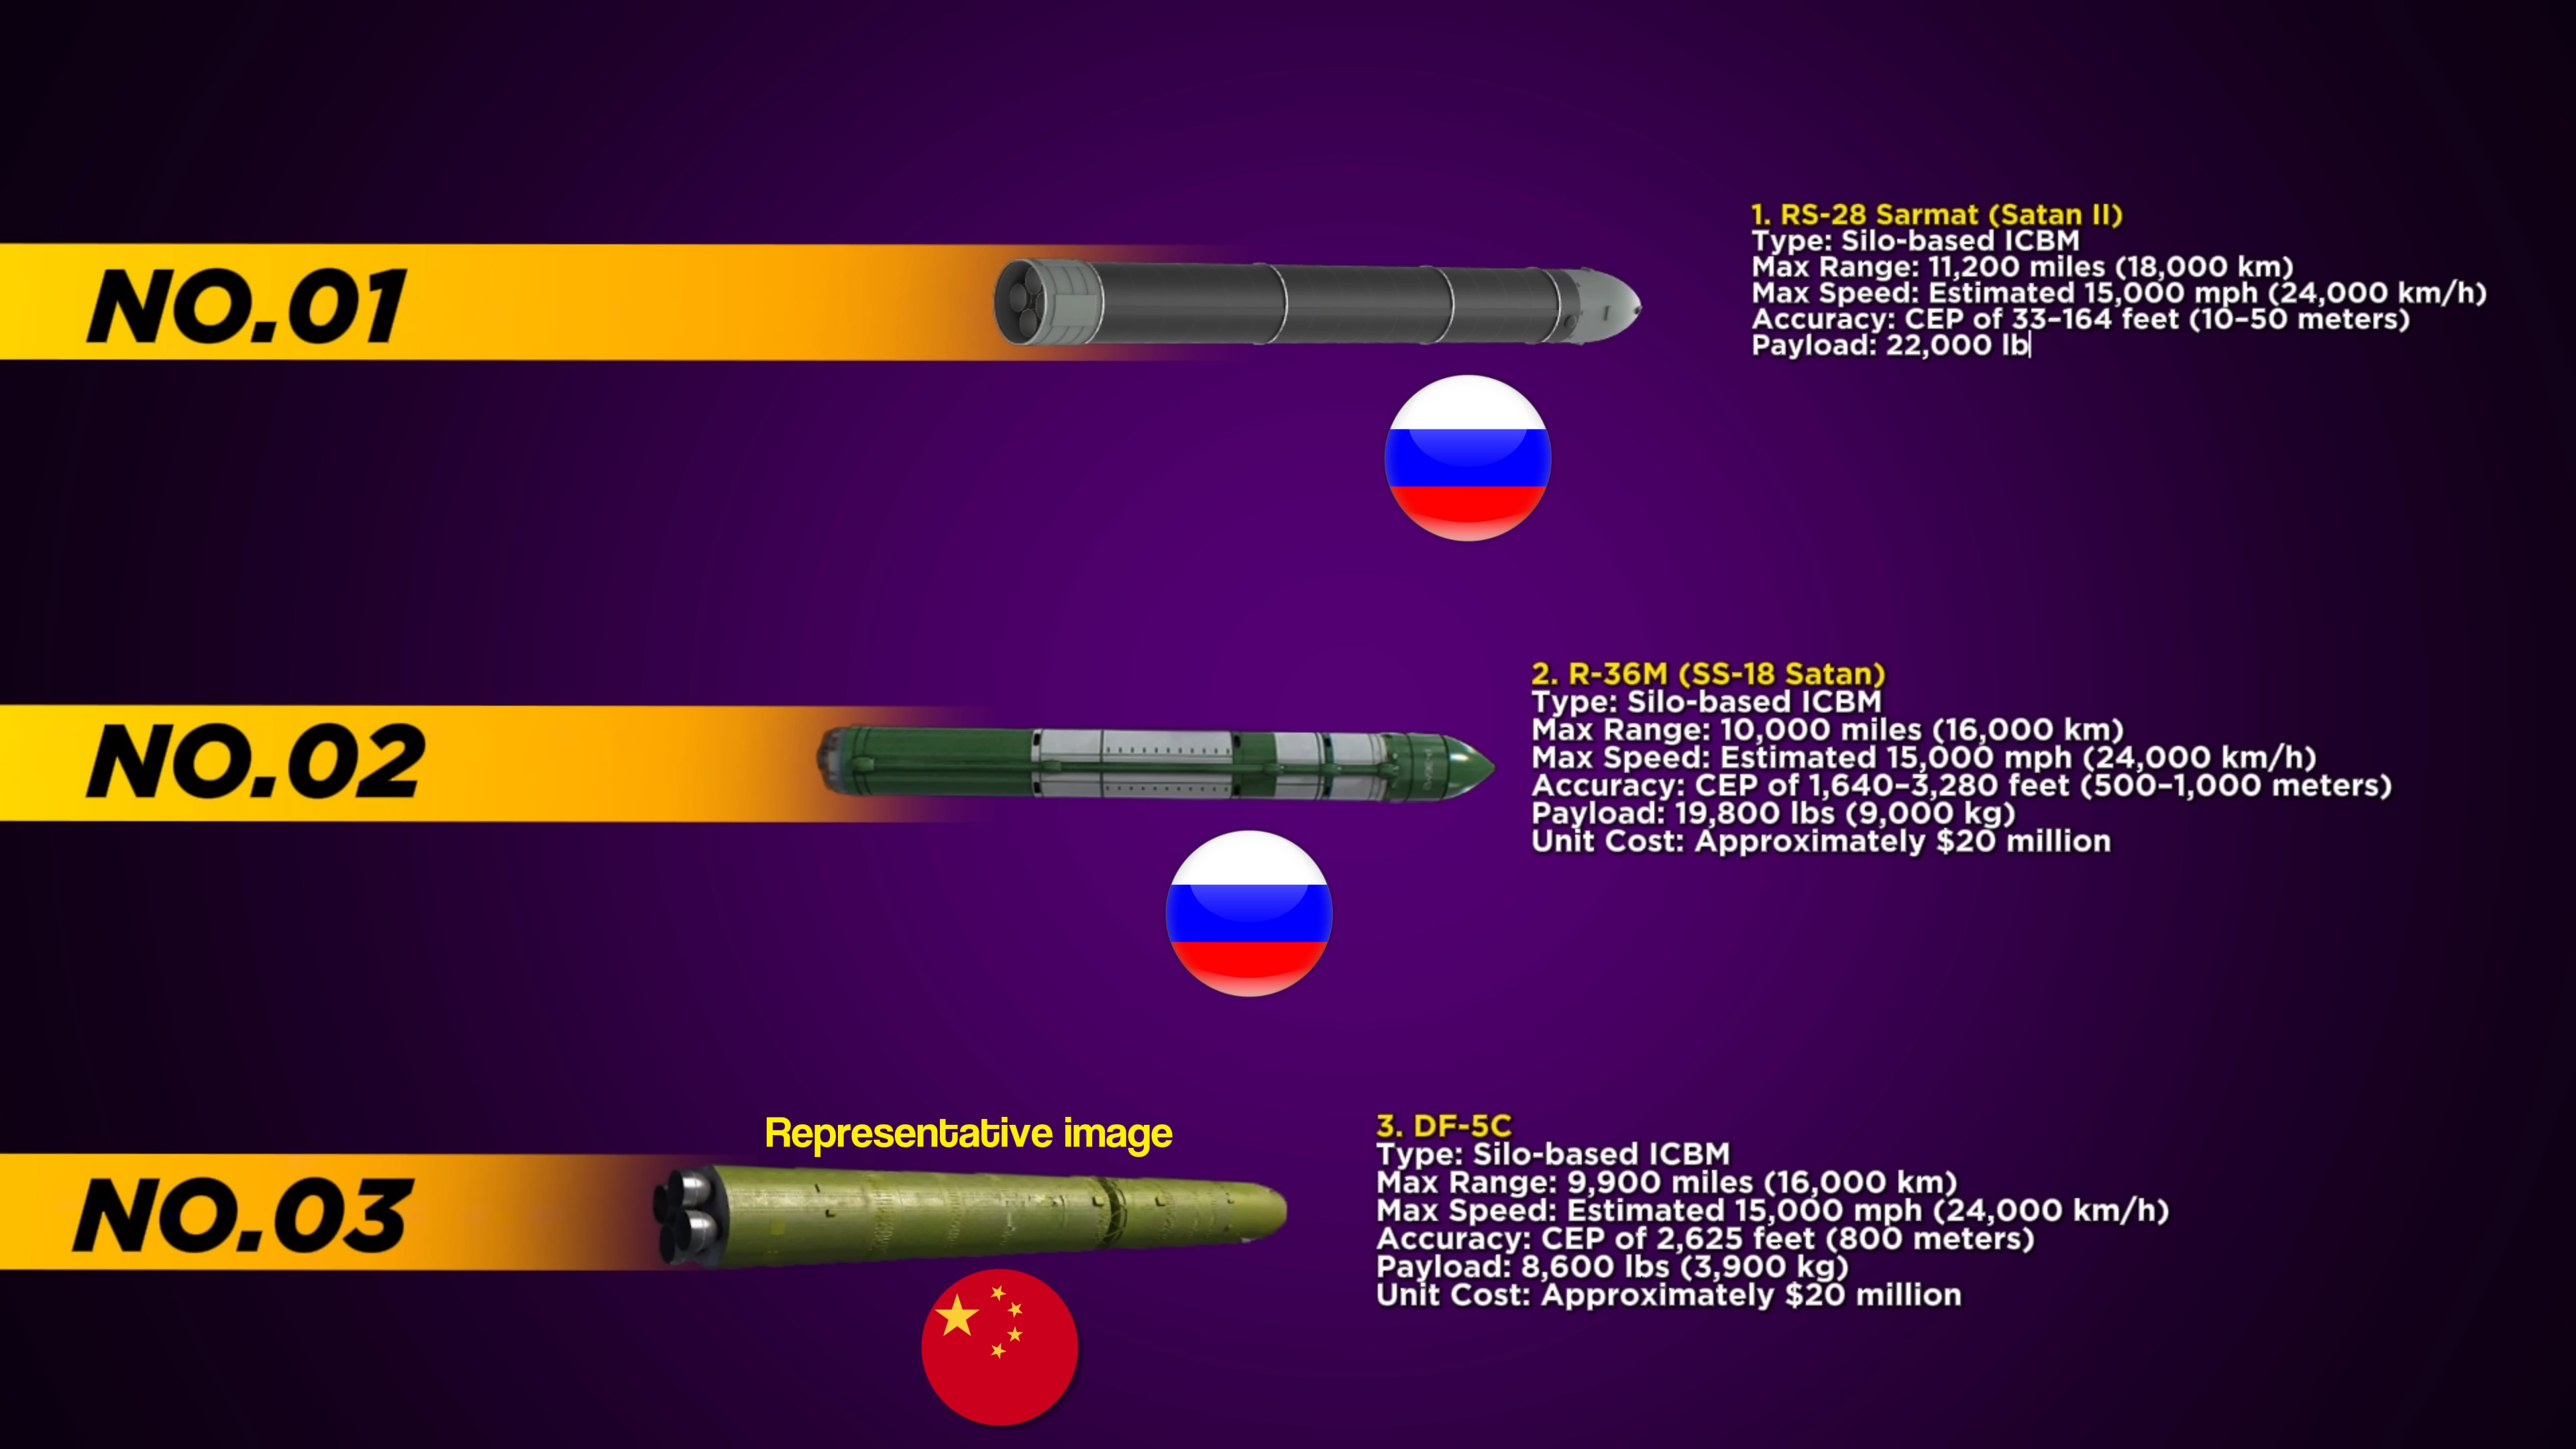 NO.01
1. RS-28 Sarmat (Satan II)
Type: Silo-based ICBM
Max Range: 11,200 miles (18,000 km)
Max Speed: Estimated 15,000 mph (24,000 km/h)
Accuracy: CEP of 33–164 feet (10–50 meters)
Payload: 22,000 lb
NO.02
2. R-36M (SS-18 Satan)
Type: Silo-based ICBM
Max Range: 10,000 miles (16,000 km)
Max Speed: Estimated 15,000 mph (24,000 km/h)
Accuracy: CEP of 1,640–3,280 feet (500–1,000 meters)
Payload: 19,800 lbs (9,000 kg)
Unit Cost: Approximately $20 million
Representative image
NO.03
3. DF-5C
Type: Silo-based ICBM
Max Range: 9,900 miles (16,000 km)
Max Speed: Estimated 15,000 mph (24,000 km/h)
Accuracy: CEP of 2,625 feet (800 meters)
Payload: 8,600 lbs (3,900 kg)
Unit Cost: Approximately $20 million